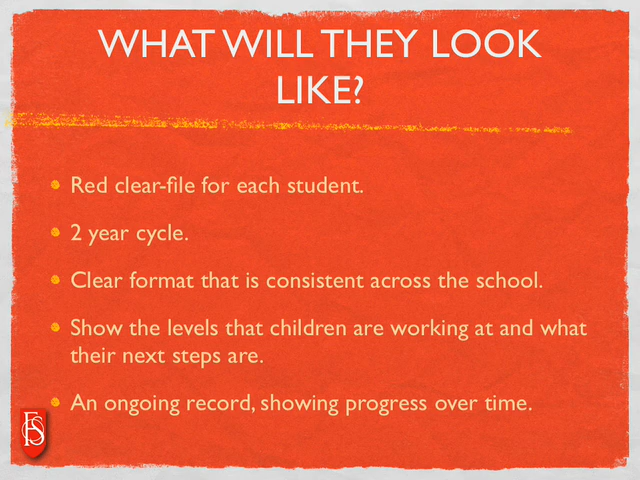 WHAT WILL THEY LOOK
LIKE?
Red clear-file for each student.
2 year cycle.
Clear format that is consistent across the school.
Show the levels that children are working at and what
their next steps are.
An ongoing record, showing progress over time.
FS